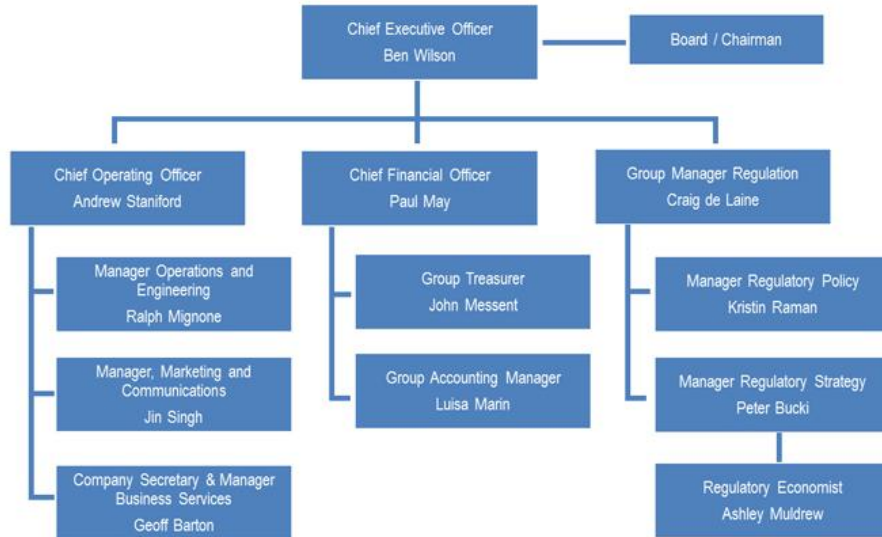 Chief Executive Officer
Ben Wilson
Board / Chairman
Chief Operating Officer
Andrew Staniford
Chief Financial Officer
Paul May
Group Manager Regulation
Craig de Laine
Manager Operations and
Engineering
Ralph Mignone
Group Treasurer
John Messent
Manager Regulatory Policy
Kristin Raman
Manager, Marketing and
Communications
Jin Singh
Group Accounting Manager
Luisa Marin
Manager Regulatory Strategy
Peter Bucki
Company Secretary & Manager
Business Services
Geoff Barton
Regulatory Economist
Ashley Muldrew